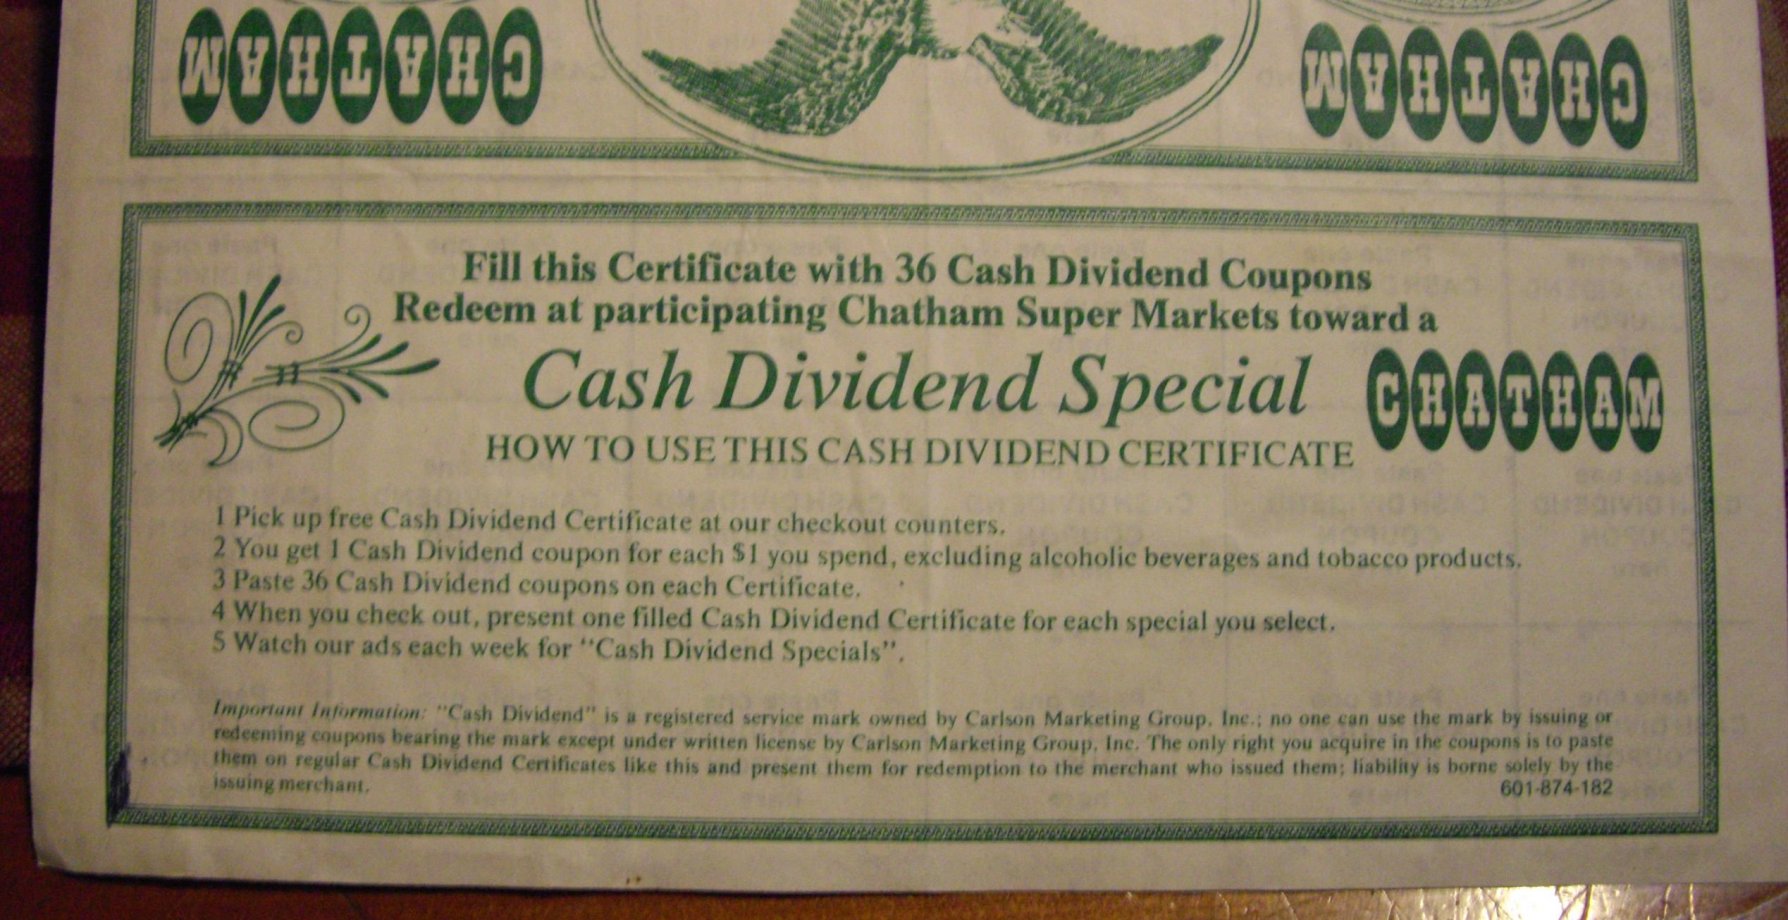 CHATHAM CHATHAM
Fill this Certificate with 36 Cash Dividend Coupons
Redeem at participating Chatham Super Markets toward a
Cash Dividend Special
CHATHAM
HOW TO USE THIS CASH DIVIDEND CERTIFICATE
1 Pick up free Cash Dividend Certificate at our checkout counters.
2 You get 1 Cash Dividend coupon for each $1 you spend, excluding alcoholic beverages and tobacco products.
3 Paste 36 Cash Dividend coupons on each Certificate.
4 When you check out, present one filled Cash Dividend Certificate for each special you select.
5 Watch our ads each week for "Cash Dividend Specials".
Important Information: "Cash Dividend" is a registered service mark owned by Carlson Marketing Group, Inc.; no one can use the mark by issuing or
redeeming coupons bearing the mark except under written license by Carlson Marketing Group, Inc. The only right you acquire in the coupons is to paste
them on regular Cash Dividend Certificates like this and present them for redemption to the merchant who issued them; liability is borne solely by the
issuing merchant.
601-874-182